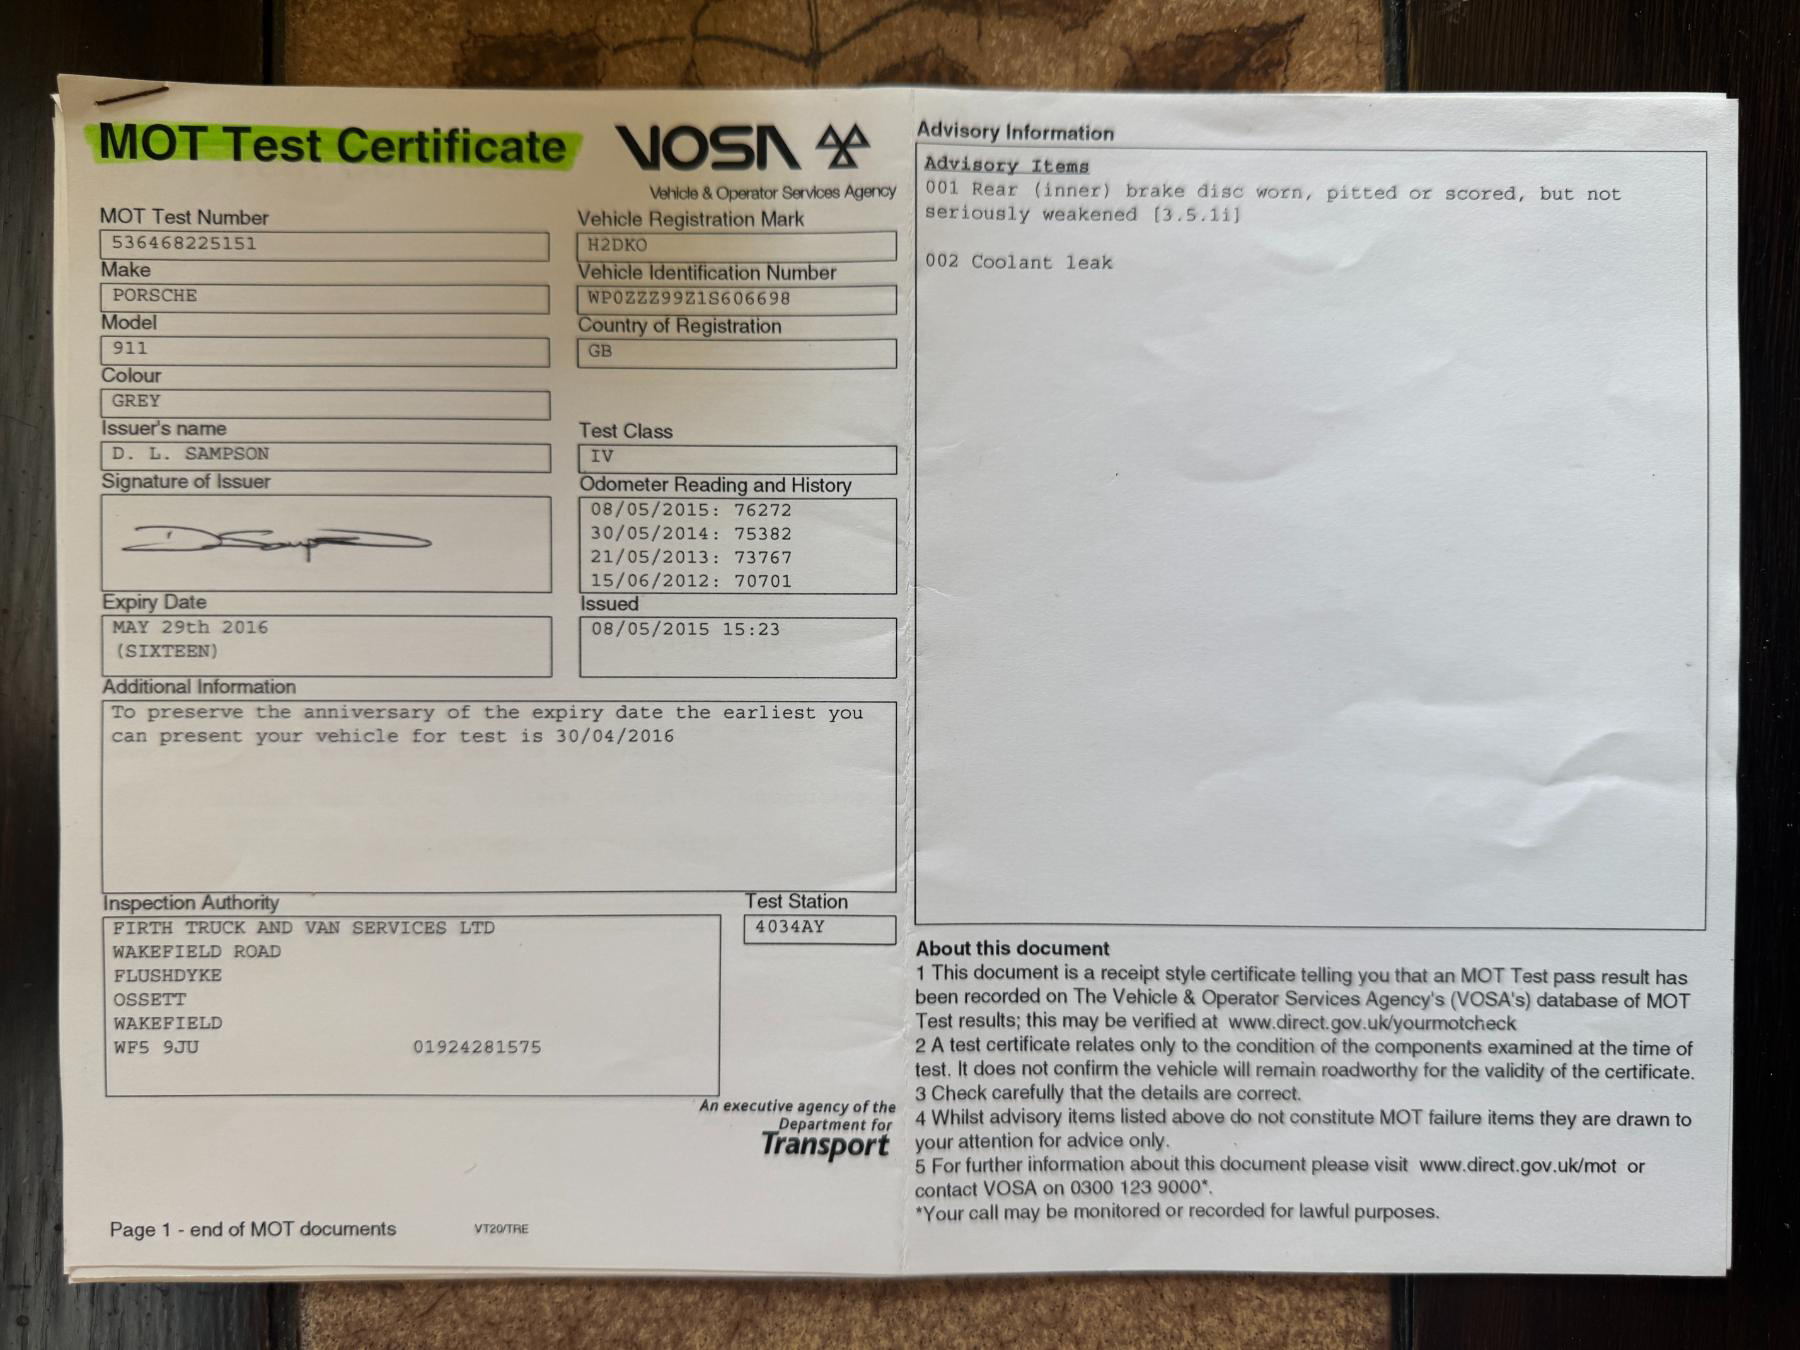 MOT Test Certificate
VOSA
Vehicle & Operator Services Agency
MOT Test Number
536468225151
Vehicle Registration Mark
H2DKO
Make
PORSCHE
Vehicle Identification Number
WP0ZZZ99Z1S606698
Model
911
Country of Registration
GB
Colour
GREY
Issuer's name
D. L. SAMPSON
Test Class
IV
Signature of Issuer
D Sampson
Odometer Reading and History
08/05/2015: 76272
30/05/2014: 75382
21/05/2013: 73767
15/06/2012: 70701
Expiry Date
MAY 29th 2016
(SIXTEEN)
Issued
08/05/2015 15:23
Additional Information
To preserve the anniversary of the expiry date the earliest you
can present your vehicle for test is 30/04/2016
Inspection Authority
FIRTH TRUCK AND VAN SERVICES LTD
WAKEFIELD ROAD
FLUSHDYKE
OSSETT
WAKEFIELD
WF5 9JU 01924281575
Test Station
4034AY
An executive agency of the
Department for
Transport
Page 1 - end of MOT documents VT20/TRE
Advisory Information
Advisory Items
001 Rear (inner) brake disc worn, pitted or scored, but not
seriously weakened [3.5.1i]
002 Coolant leak
About this document
1 This document is a receipt style certificate telling you that an MOT Test pass result has
been recorded on The Vehicle & Operator Services Agency's (VOSA's) database of MOT
Test results; this may be verified at www.direct.gov.uk/yourmotcheck
2 A test certificate relates only to the condition of the components examined at the time of
test. It does not confirm the vehicle will remain roadworthy for the validity of the certificate.
3 Check carefully that the details are correct.
4 Whilst advisory items listed above do not constitute MOT failure items they are drawn to
your attention for advice only.
5 For further information about this document please visit www.direct.gov.uk/mot or
contact VOSA on 0300 123 9000*.
*Your call may be monitored or recorded for lawful purposes.